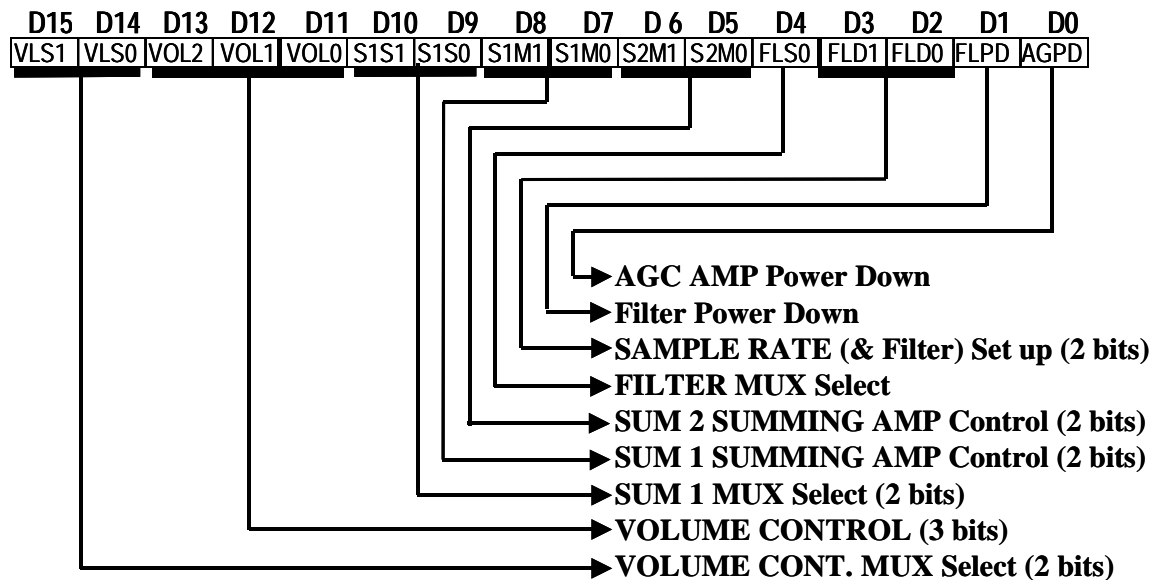 D15 D14 D13 D12 D11 D10 D9 D8 D7 D 6 D5 D4 D3 D2 D1 D0
VLS1 VLS0 VOL2 VOL1 VOL0 S1S1 S1S0 S1M1 S1M0 S2M1 S2M0 FLS0 FLD1 FLD0 FLPD AGPD
AGC AMP Power Down
Filter Power Down
SAMPLE RATE (& Filter) Set up (2 bits)
FILTER MUX Select
SUM 2 SUMMING AMP Control (2 bits)
SUM 1 SUMMING AMP Control (2 bits)
SUM 1 MUX Select (2 bits)
VOLUME CONTROL (3 bits)
VOLUME CONT. MUX Select (2 bits)